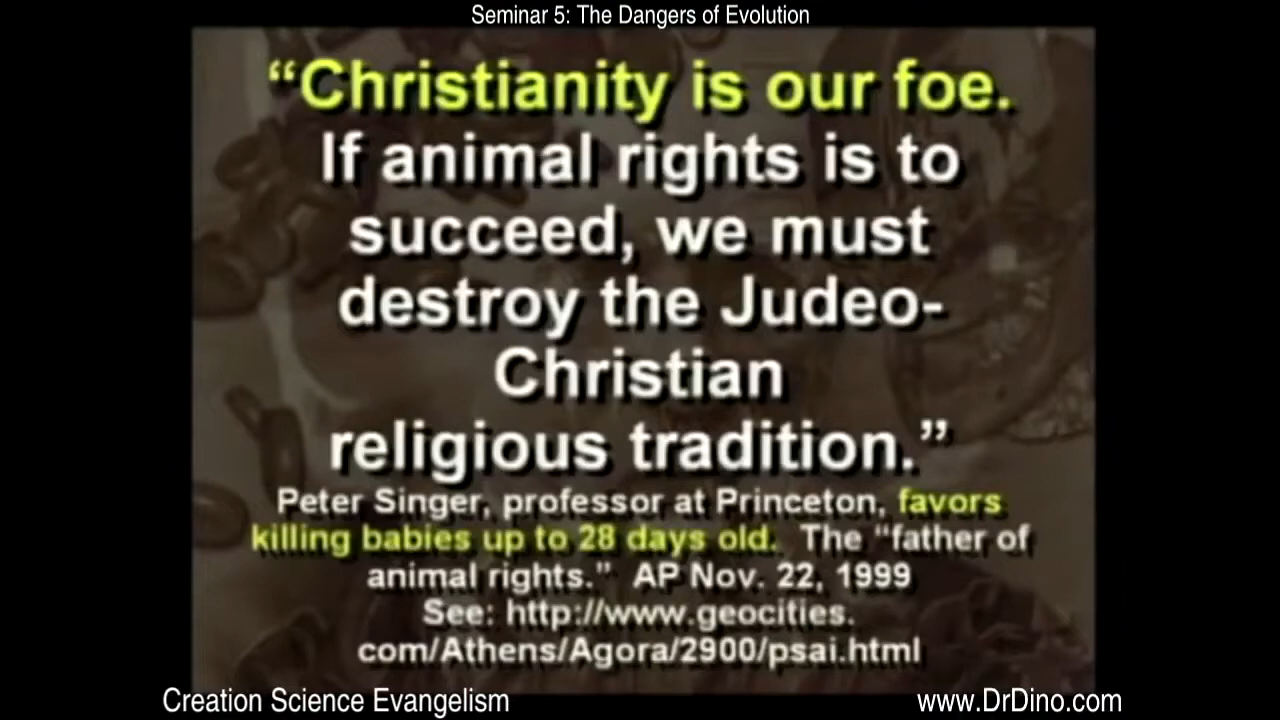 Seminar 5: The Dangers of Evolution
“Christianity is our foe.
If animal rights is to
succeed, we must
destroy the Judeo-
Christian
religious tradition.”
Peter Singer, professor at Princeton, favors
killing babies up to 28 days old. The “father of
animal rights.” AP Nov. 22, 1999
See: http://www.geocities.
com/Athens/Agora/2900/psai.html
Creation Science Evangelism
www.DrDino.com